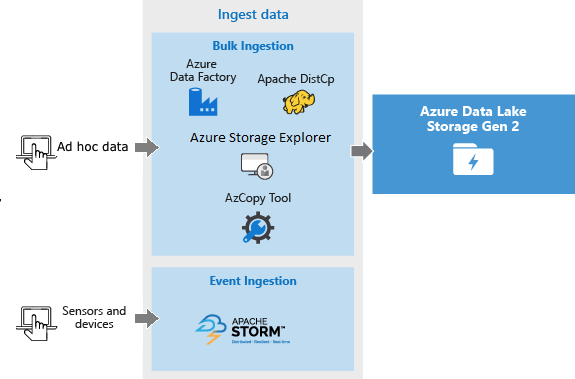 Ingest data
Bulk Ingestion
Azure
Data Factory
Apache DistCp
Azure Storage Explorer
AzCopy Tool
Ad hoc data
Azure Data Lake
Storage Gen 2
Event Ingestion
Sensors and
devices
APACHE
STORM™
Distributed · Resilient · Real-time